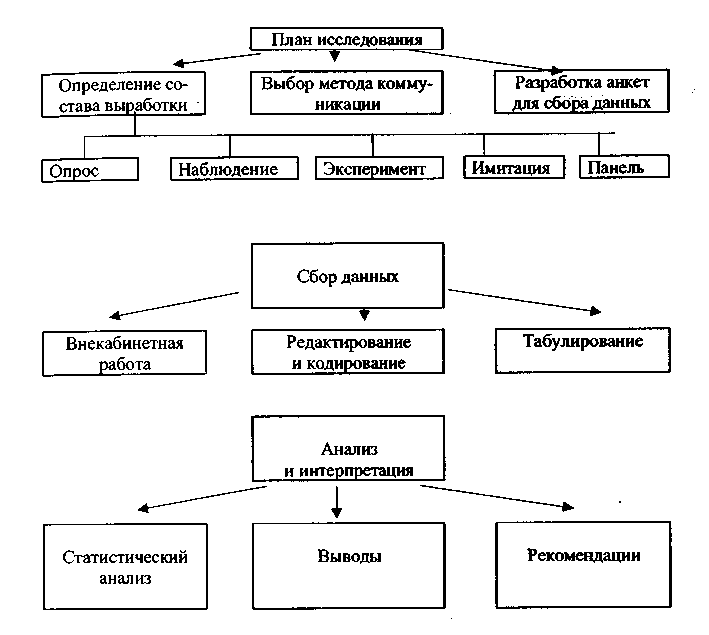 План исследования
Определение со-
става выработки
Выбор метода комму-
никации
Разработка анкет
для сбора данных
Опрос
Наблюдение
Эксперимент
Имитация
Панель
Сбор данных
Внекабинетная
работа
Редактирование
и кодирование
Табулирование
Анализ
и интерпретация
Статистический
анализ
Выводы
Рекомендации